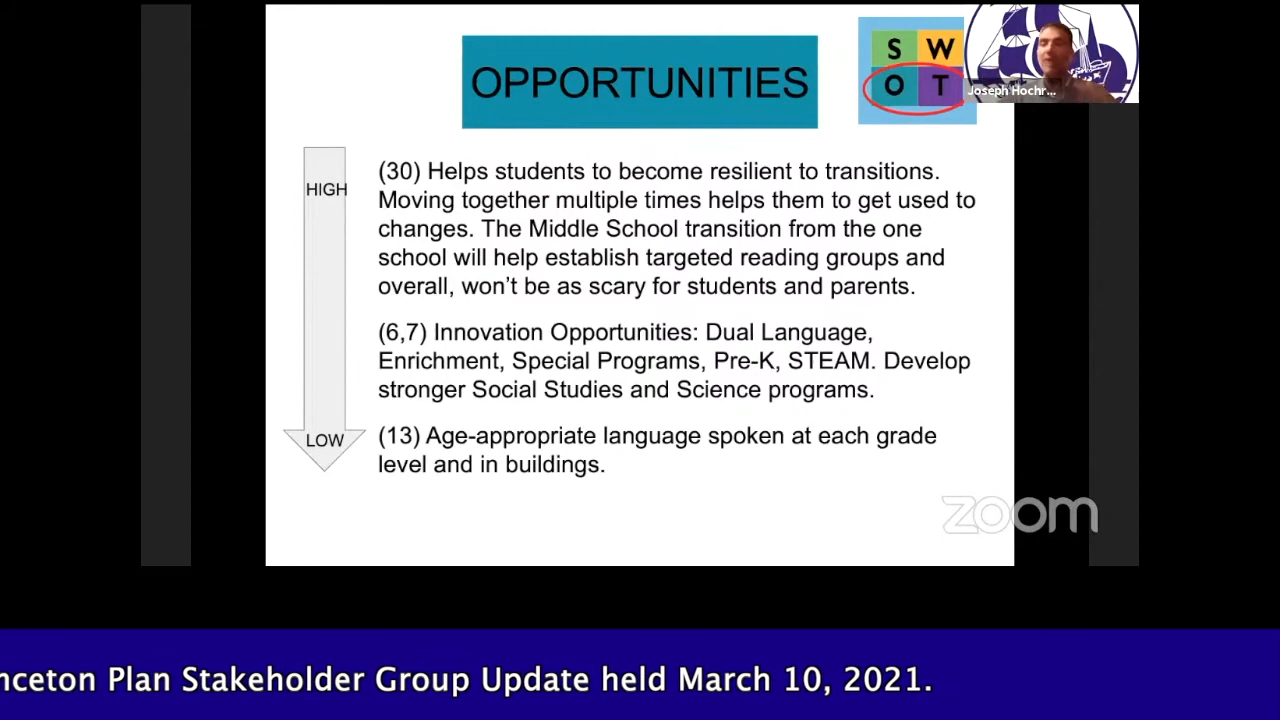 OPPORTUNITIES
S W
O T
Joseph Hochr...
HIGH
(30) Helps students to become resilient to transitions.
Moving together multiple times helps them to get used to
changes. The Middle School transition from the one
school will help establish targeted reading groups and
overall, won't be as scary for students and parents.
(6,7) Innovation Opportunities: Dual Language,
Enrichment, Special Programs, Pre-K, STEAM. Develop
stronger Social Studies and Science programs.
LOW
(13) Age-appropriate language spoken at each grade
level and in buildings.
zoom
nceton Plan Stakeholder Group Update held March 10, 2021.